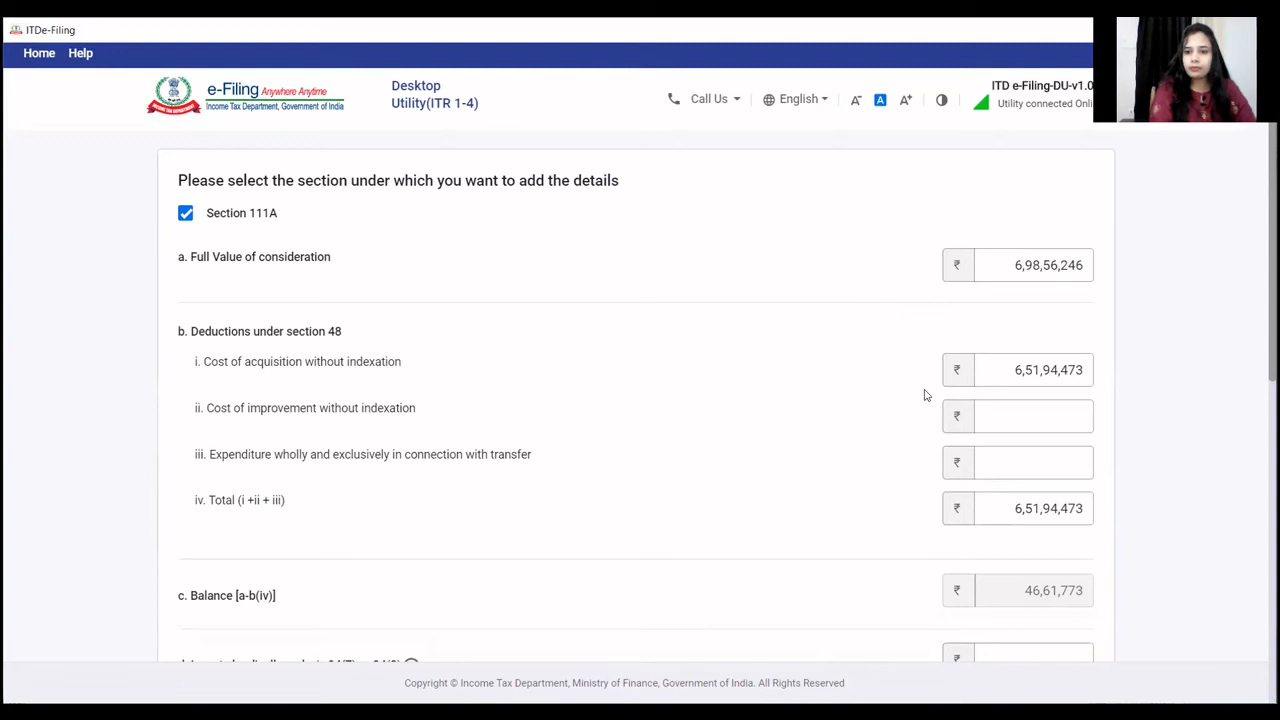 ITDe-Filing
Home Help
e-Filing Anywhere Anytime
Income Tax Department, Government of India
Desktop
Utility(ITR 1-4)
Call Us
English
A-
A
A+
ITD e-Filing-DU-v1.0
Utility connected Onli
Please select the section under which you want to add the details
Section 111A
a. Full Value of consideration
₹ 6,98,56,246
b. Deductions under section 48
i. Cost of acquisition without indexation
₹ 6,51,94,473
ii. Cost of improvement without indexation
₹
iii. Expenditure wholly and exclusively in connection with transfer
₹
iv. Total (i +ii + iii)
₹ 6,51,94,473
c. Balance [a-b(iv)]
₹ 46,61,773
₹
Copyright © Income Tax Department, Ministry of Finance, Government of India. All Rights Reserved